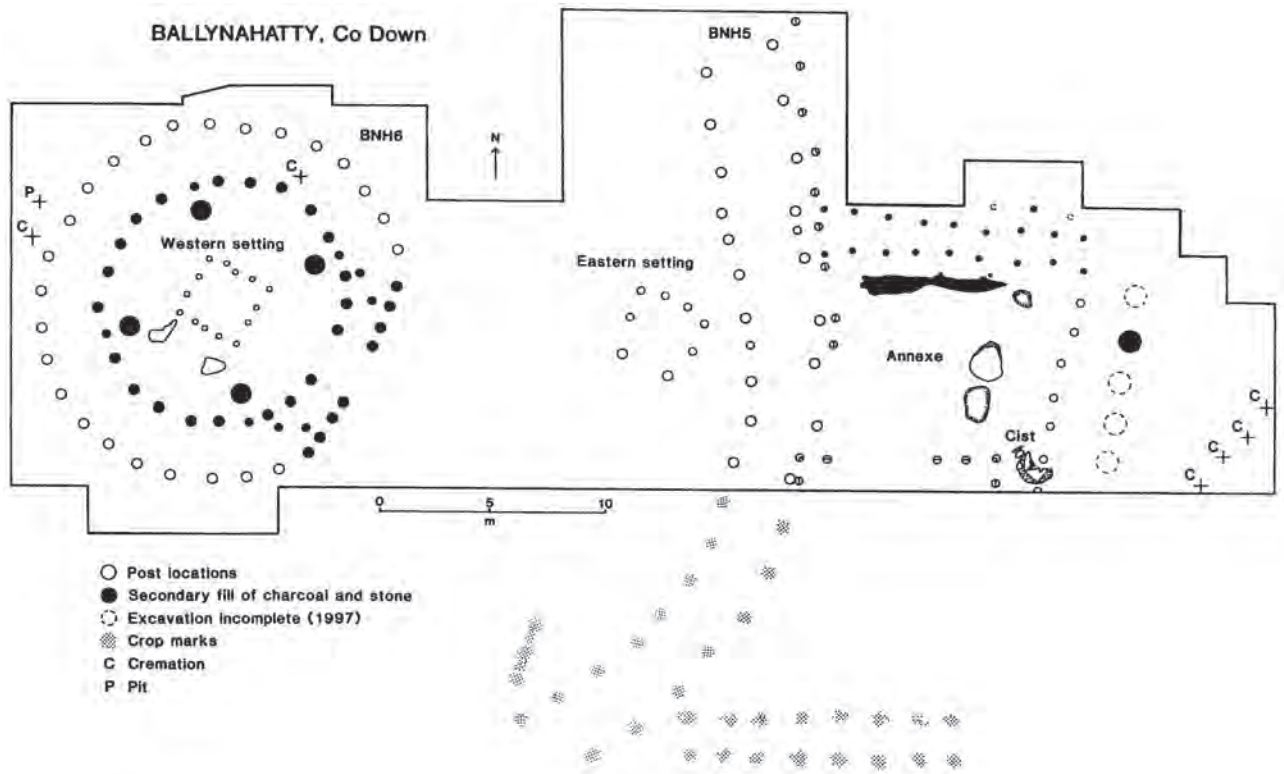 BALLYNAHATTY, Co Down
BNH5
BNH6
N
C
P
C
Western setting
Eastern setting
Annexe
Cist
C
C
C
C
0 5 10
m
Post locations
Secondary fill of charcoal and stone
Excavation incomplete (1997)
Crop marks
C Cremation
P Pit